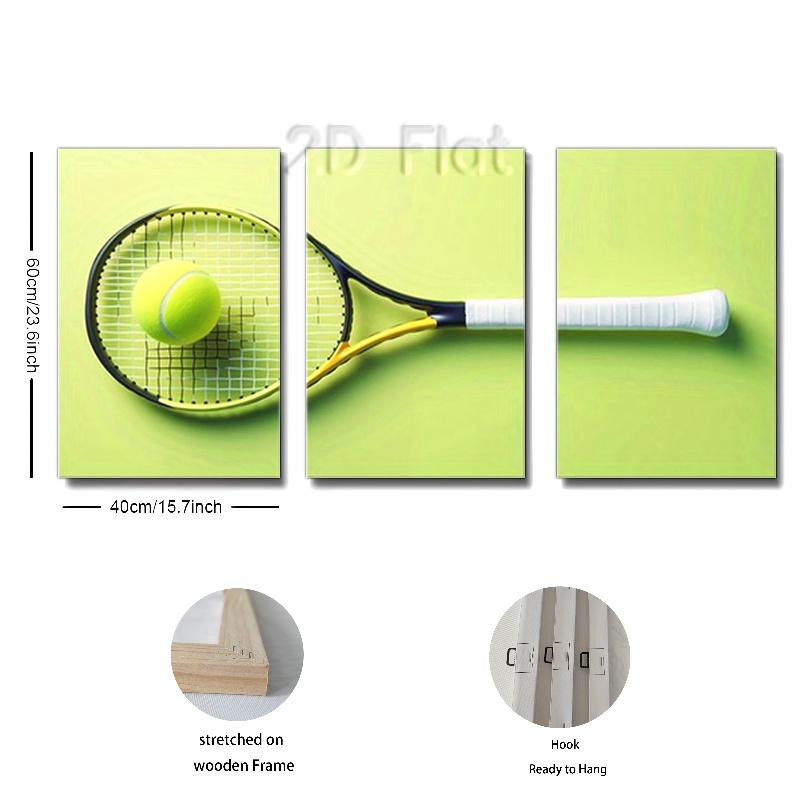 2D Flat
60cm/23.6inch
40cm/15.7inch
stretched on
wooden Frame
Hook
Ready to Hang